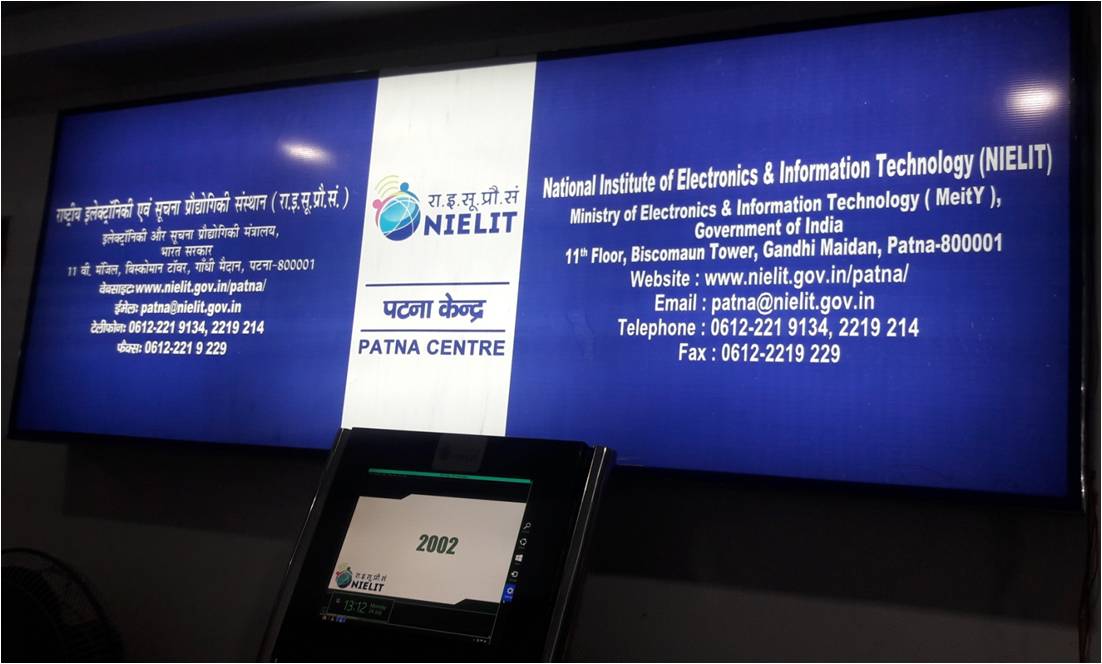 राष्ट्रीय इलेक्ट्रॉनिकी एवं सूचना प्रौद्योगिकी संस्थान ( रा.इ.सू.प्रौ.सं. )
इलेक्ट्रॉनिकी और सूचना प्रौद्योगिकी मंत्रालय,
भारत सरकार
11 वी. मंजिल, बिस्कोमान टॉवर, गाँधी मैदान, पटना-800001
वेबसाइट: www.nielit.gov.in/patna/
ईमेल: patna@nielit.gov.in
टेलीफोन: 0612-221 9134, 2219 214
फैक्स: 0612-221 9 229
रा.इ.सू.प्रौ.सं
NIELIT
पटना केन्द्र
PATNA CENTRE
National Institute of Electronics & Information Technology (NIELIT)
Ministry of Electronics & Information Technology ( MeitY ),
Government of India
11th Floor, Biscomaun Tower, Gandhi Maidan, Patna-800001
Website : www.nielit.gov.in/patna/
Email : patna@nielit.gov.in
Telephone : 0612-221 9134, 2219 214
Fax : 0612-2219 229
2002
रा.इ.सू.प्रौ.सं
NIELIT
13:12
Monday